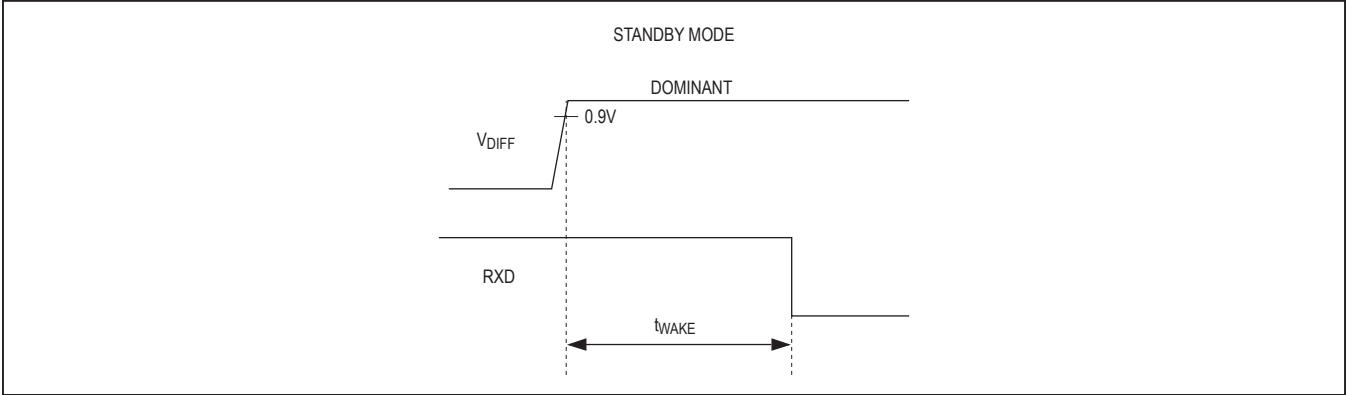 STANDBY MODE
DOMINANT
0.9V
VDIFF
RXD
tWAKE